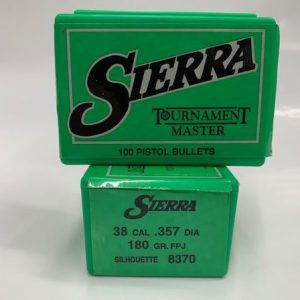 SIERRA
TOURNAMENT
MASTER
100 PISTOL BULLETS
SIERRA
38 CAL .357 DIA
180 GR. FPJ
SILHOUETTE 8370